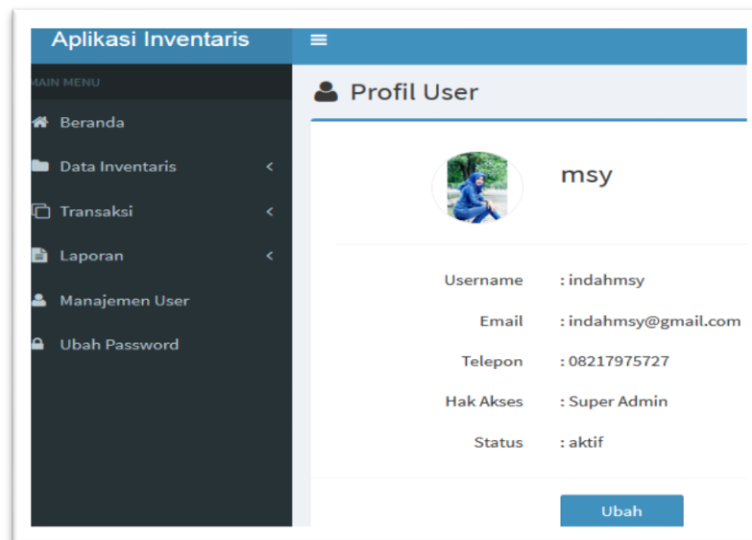 Aplikasi Inventaris
MAIN MENU
Beranda
Data Inventaris
Transaksi
Laporan
Manajemen User
Ubah Password
Profil User
msy
Username : indahmsy
Email : indahmsy@gmail.com
Telepon : 08217975727
Hak Akses : Super Admin
Status : aktif
Ubah